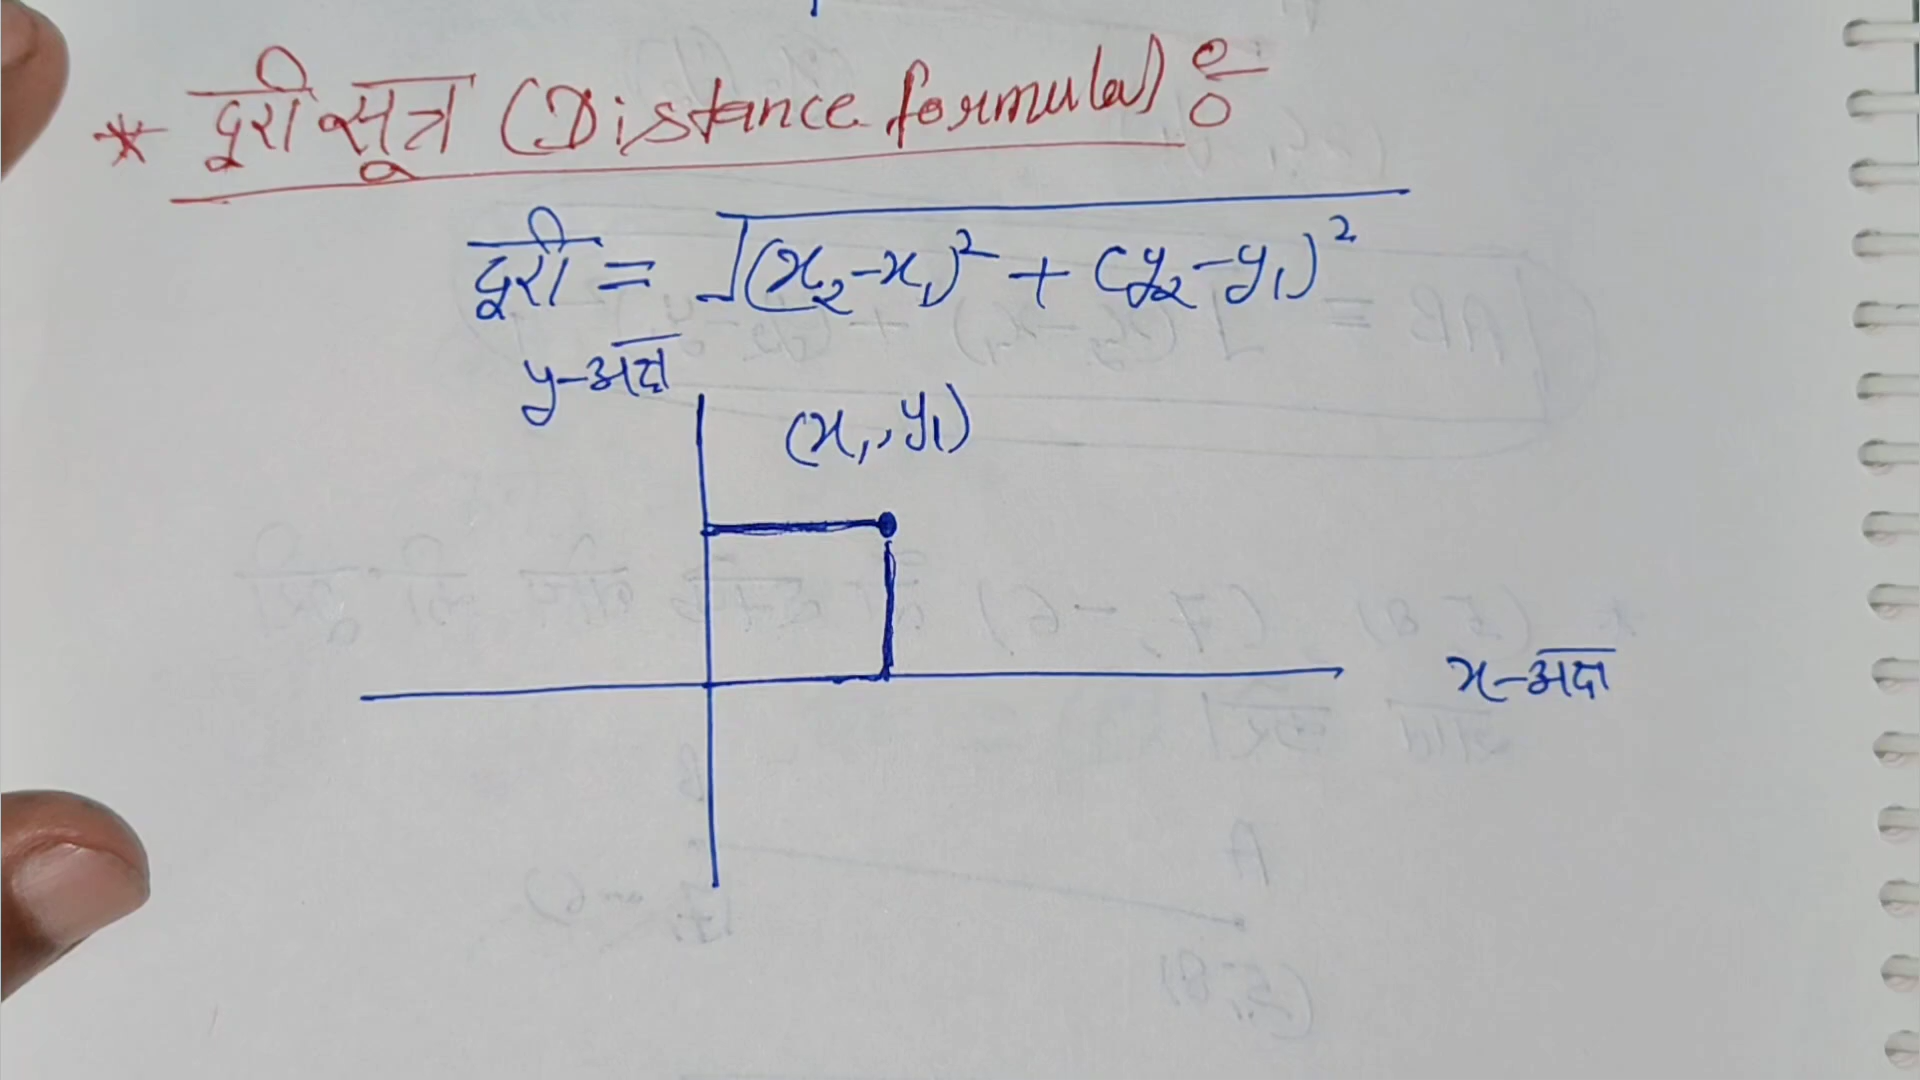 * दूरी सूत्र (Distance formula) :-
दूरी = √(x₂-x₁)² + (y₂-y₁)²
y-अक्ष
(x₁, y₁)
x-अक्ष